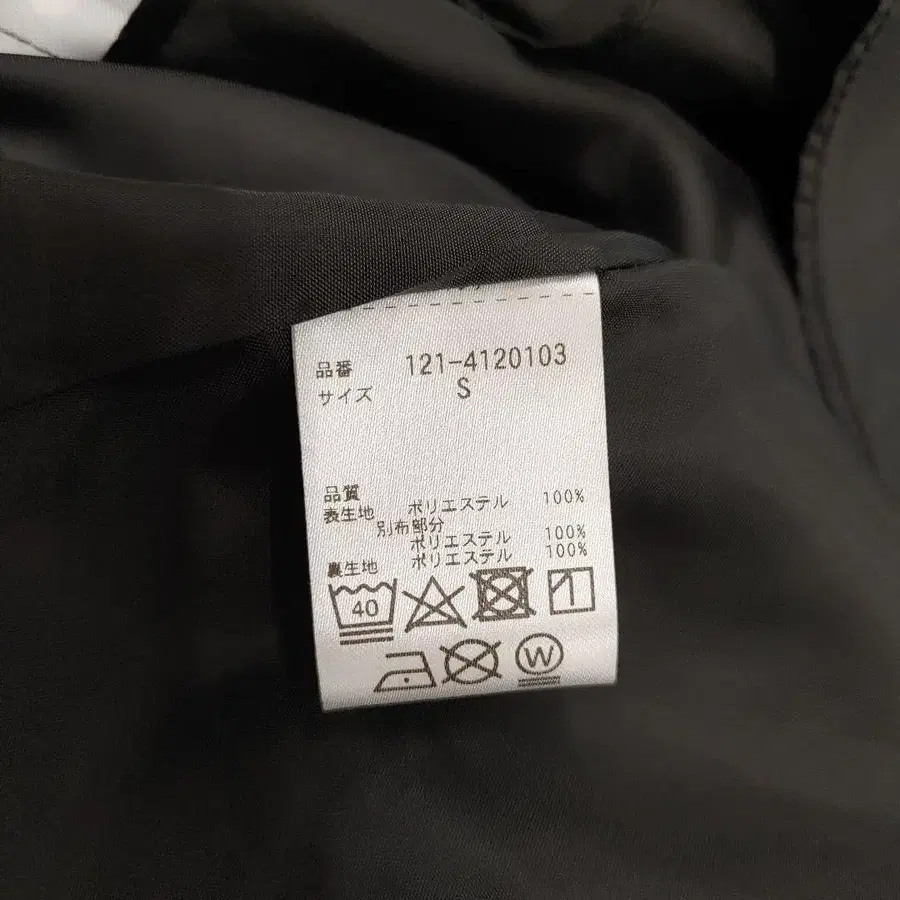 品番 121-4120103
サイズ S
品質
表生地 ポリエステル 100%
別布部分
ポリエステル 100%
裏生地 ポリエステル 100%
40
W